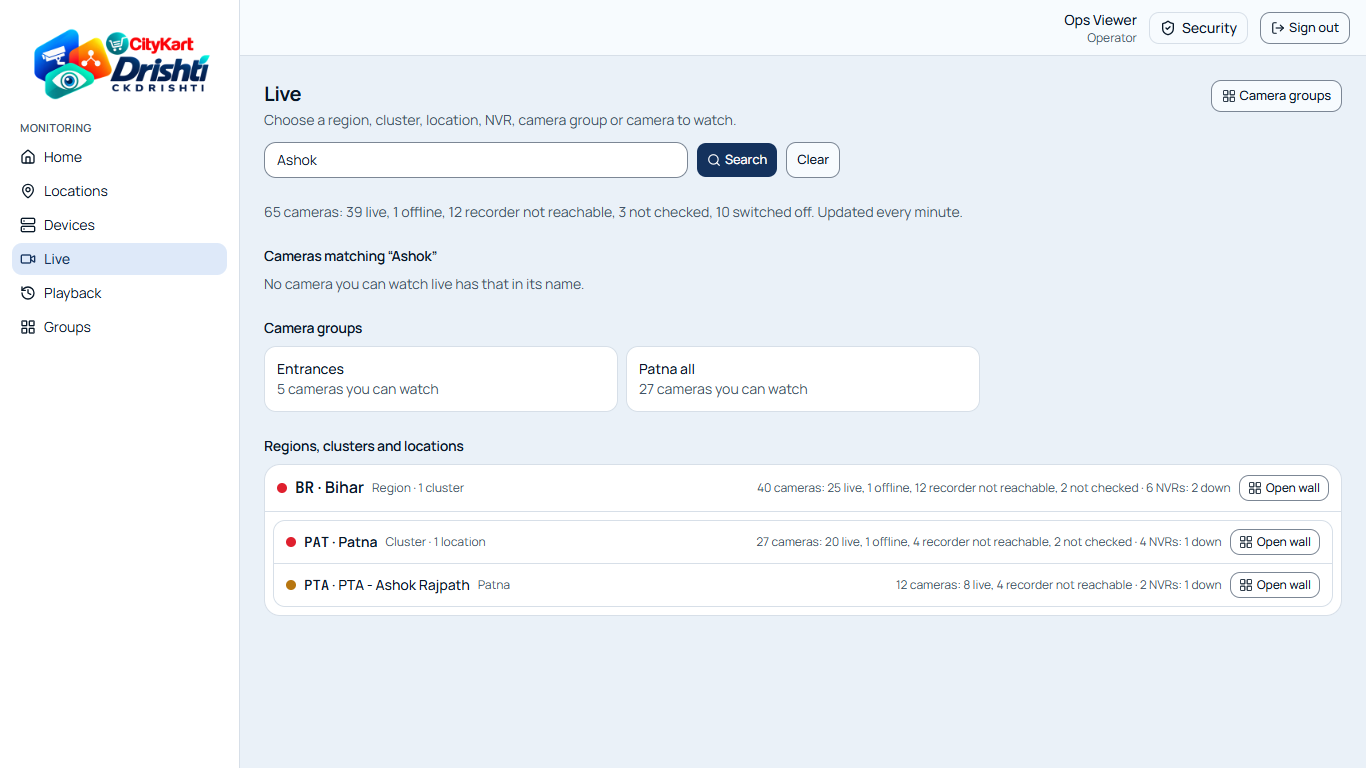 CityKart
Drishti
CKDRISHTI
MONITORING
Home
Locations
Devices
Live
Playback
Groups
Ops Viewer
Operator
Security
Sign out
Live
Choose a region, cluster, location, NVR, camera group or camera to watch.
Camera groups
Ashok
Search
Clear
65 cameras: 39 live, 1 offline, 12 recorder not reachable, 3 not checked, 10 switched off. Updated every minute.
Cameras matching “Ashok”
No camera you can watch live has that in its name.
Camera groups
Entrances
5 cameras you can watch
Patna all
27 cameras you can watch
Regions, clusters and locations
BR · Bihar Region · 1 cluster 40 cameras: 25 live, 1 offline, 12 recorder not reachable, 2 not checked · 6 NVRs: 2 down Open wall
PAT · Patna Cluster · 1 location 27 cameras: 20 live, 1 offline, 4 recorder not reachable, 2 not checked · 4 NVRs: 1 down Open wall
PTA · PTA - Ashok Rajpath Patna 12 cameras: 8 live, 4 recorder not reachable · 2 NVRs: 1 down Open wall